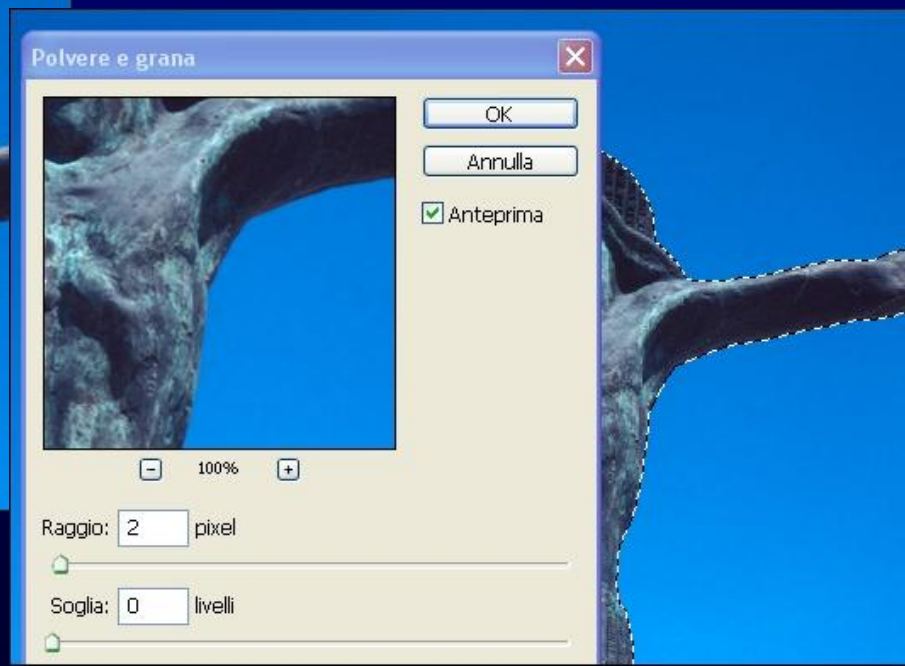 Polvere e grana
OK
Annulla
Anteprima
100%
Raggio: 2 pixel
Soglia: 0 livelli